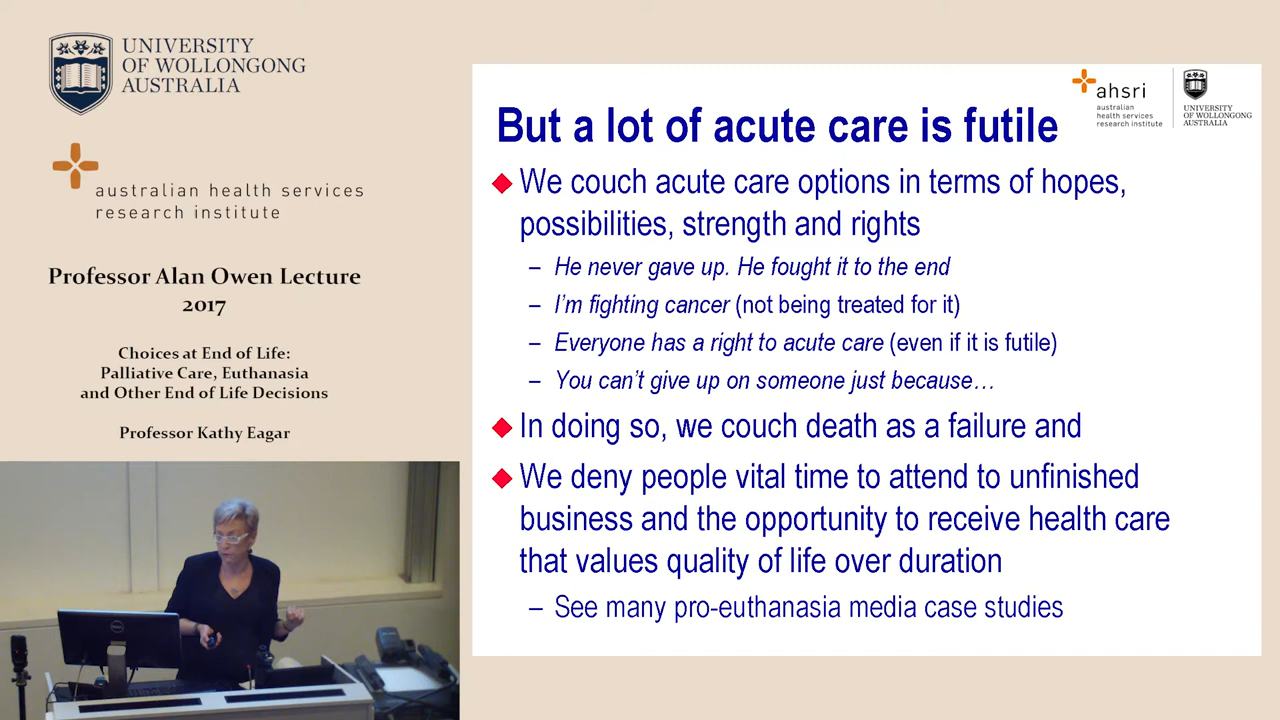 UNIVERSITY
OF WOLLONGONG
AUSTRALIA
australian health services
research institute
Professor Alan Owen Lecture
2017
Choices at End of Life:
Palliative Care, Euthanasia
and Other End of Life Decisions
Professor Kathy Eagar
ahsri
australian
health services
research institute
UNIVERSITY
OF WOLLONGONG
AUSTRALIA
But a lot of acute care is futile
We couch acute care options in terms of hopes,
possibilities, strength and rights
– He never gave up. He fought it to the end
– I'm fighting cancer (not being treated for it)
– Everyone has a right to acute care (even if it is futile)
– You can't give up on someone just because…
In doing so, we couch death as a failure and
We deny people vital time to attend to unfinished
business and the opportunity to receive health care
that values quality of life over duration
– See many pro-euthanasia media case studies
DELL